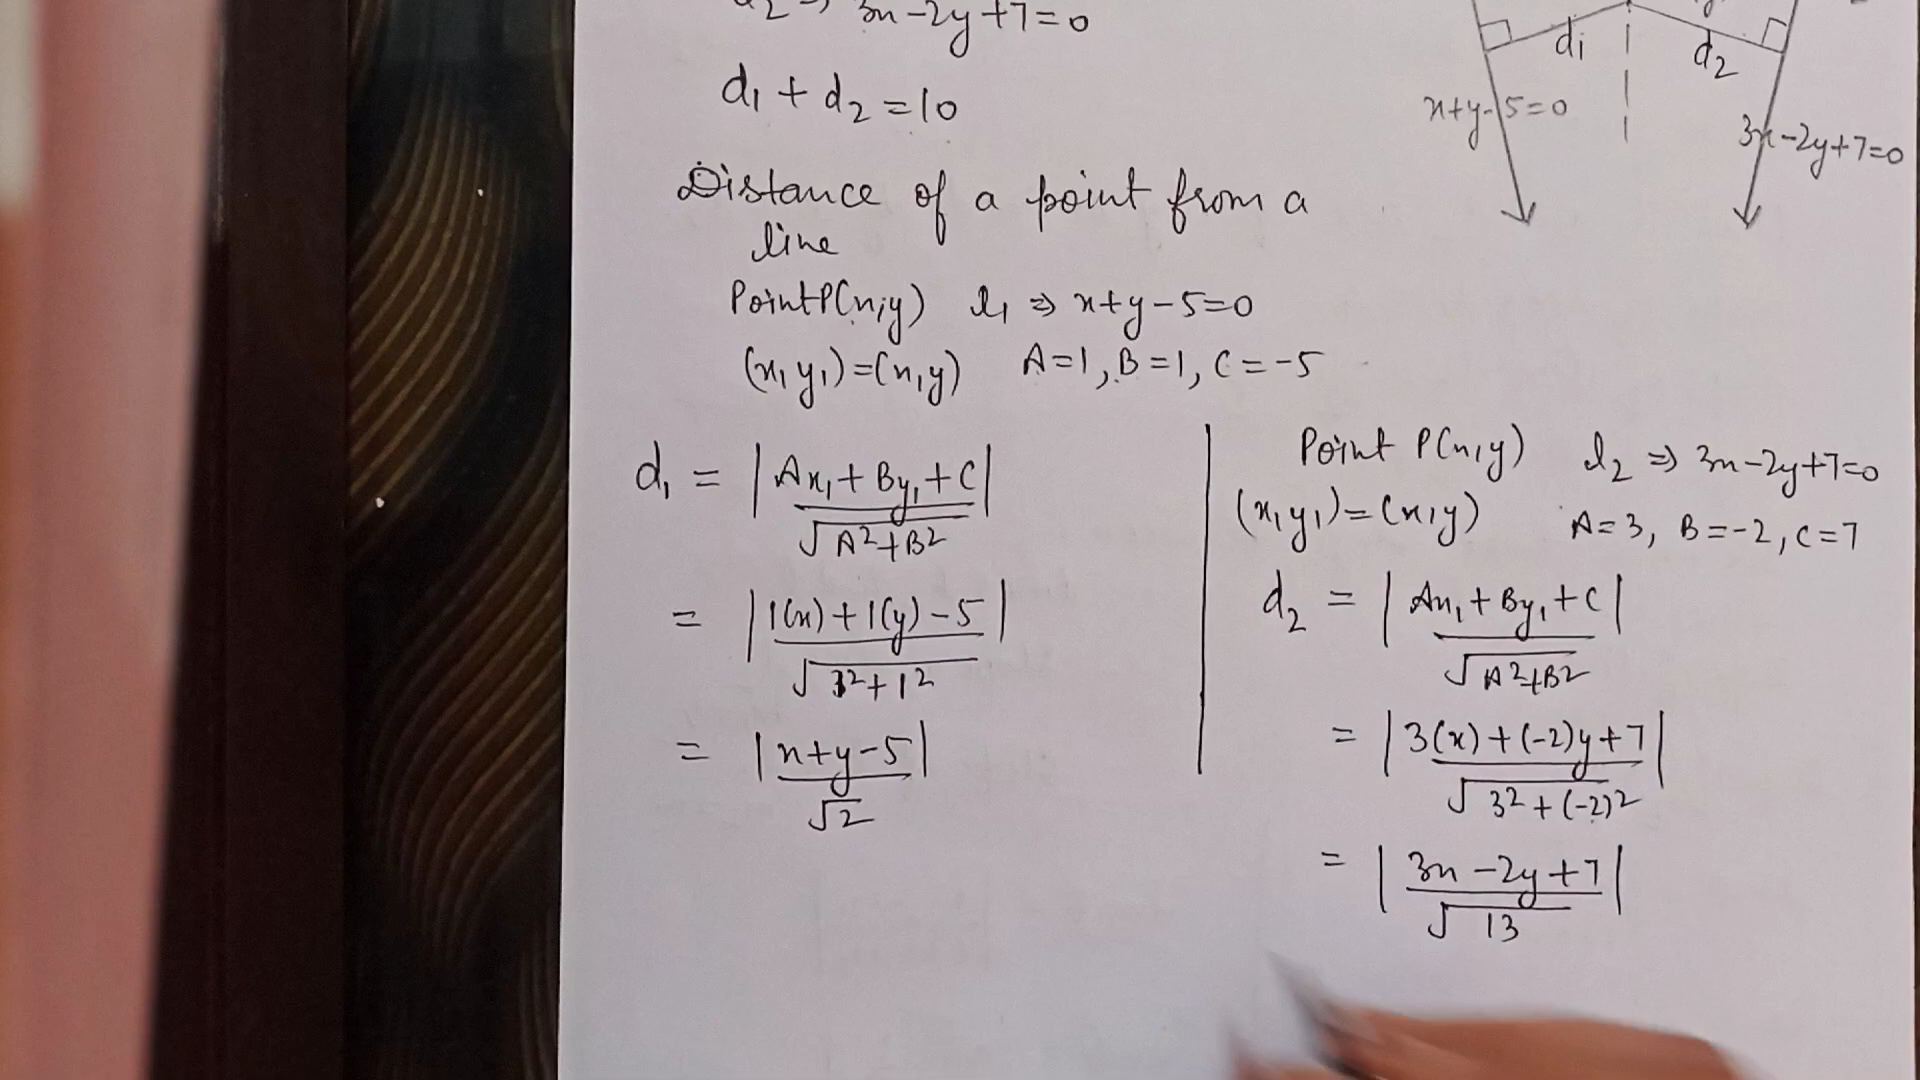 3x-2y+7=0
d₁ + d₂ = 10
Distance of a point from a
line
Point P(x,y) l₁ ⇒ x+y-5=0
(x₁ y₁)=(x,y) A=1, B=1, C=-5
d₁ = |Ax₁+By₁+C|/√A²+B²
= |1(x)+1(y)-5|/√1²+1²
= |x+y-5|/√2
Point P(x,y) l₂ ⇒ 3x-2y+7=0
(x₁ y₁)=(x,y) A=3, B=-2, C=7
d₂ = |Ax₁+By₁+C|/√A²+B²
= |3(x)+(-2)y+7|/√3²+(-2)²
= |3x-2y+7|/√13
d₁
d₂
x+y-5=0
3x-2y+7=0